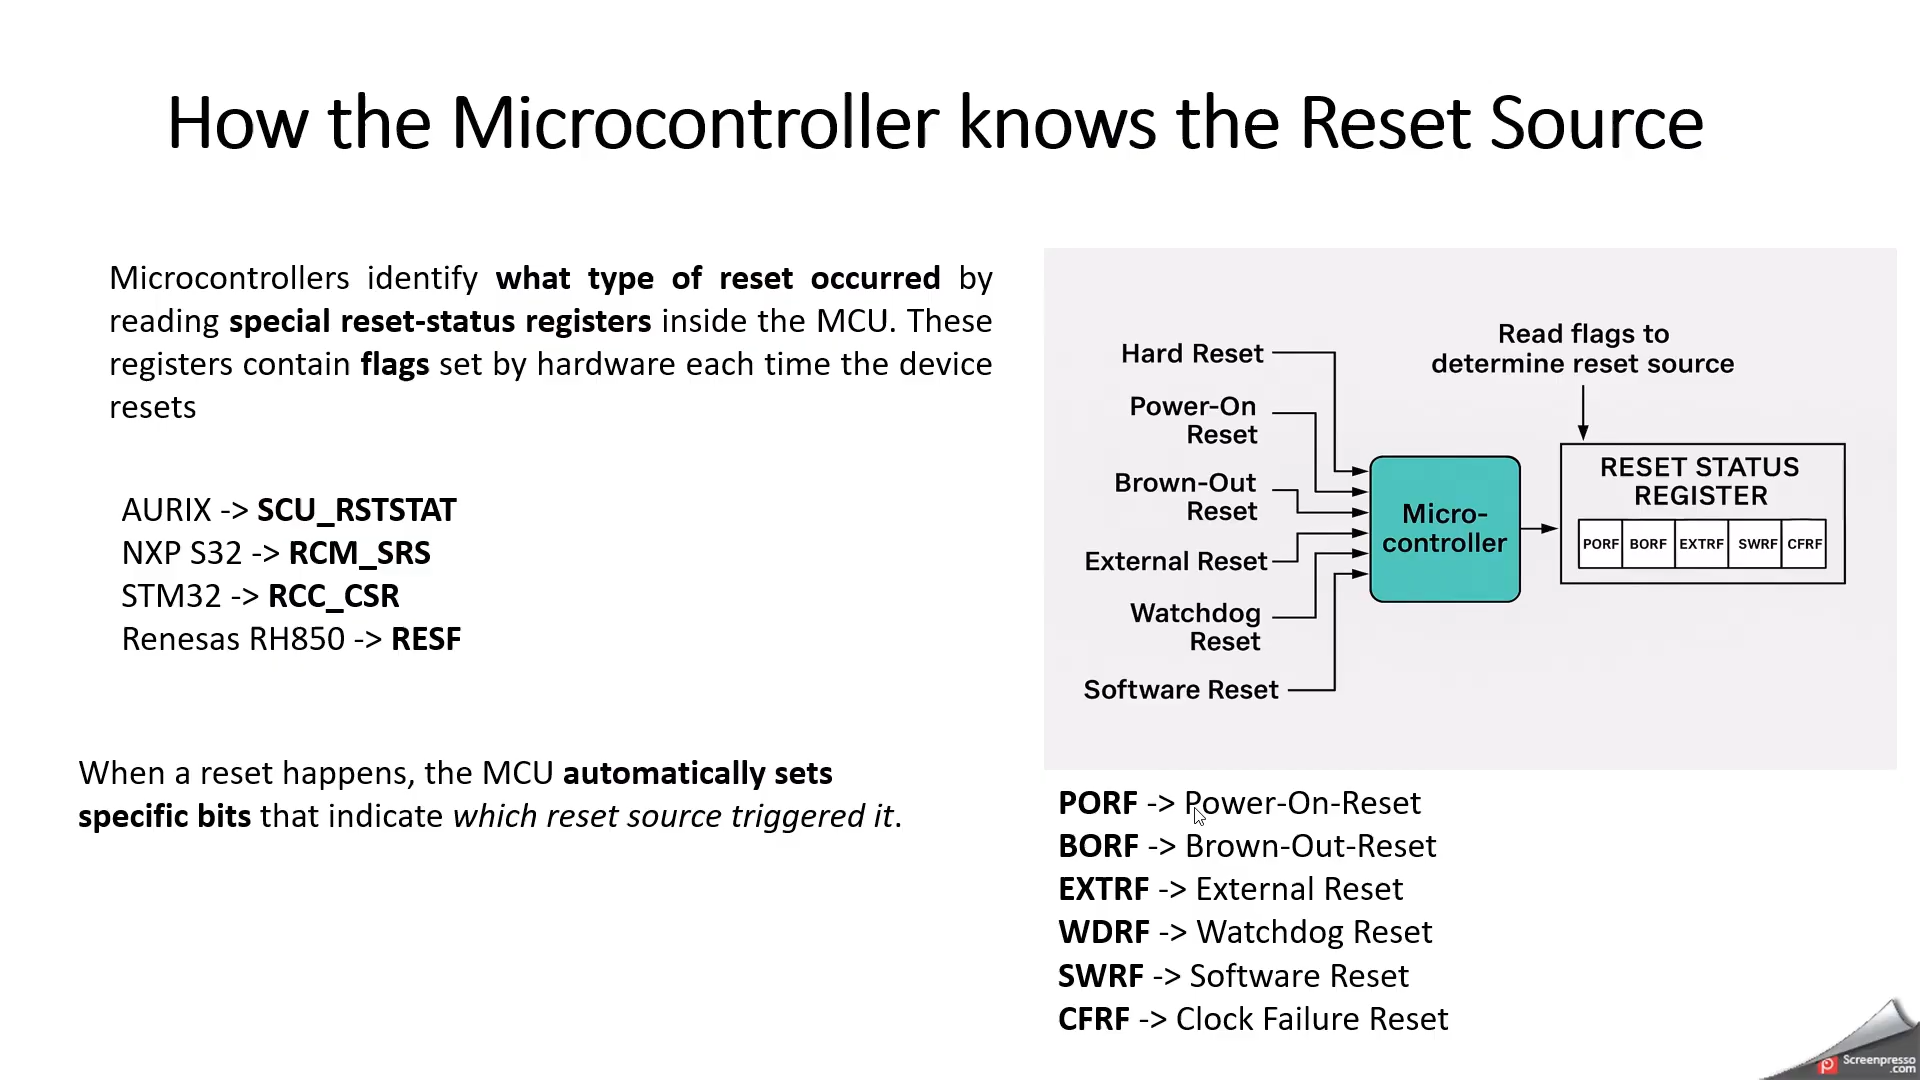 How the Microcontroller knows the Reset Source
Microcontrollers identify what type of reset occurred by
reading special reset-status registers inside the MCU. These
registers contain flags set by hardware each time the device
resets
AURIX -> SCU_RSTSTAT
NXP S32 -> RCM_SRS
STM32 -> RCC_CSR
Renesas RH850 -> RESF
When a reset happens, the MCU automatically sets
specific bits that indicate which reset source triggered it.
Hard Reset
Power-On
Reset
Brown-Out
Reset
External Reset
Watchdog
Reset
Software Reset
Micro-
controller
Read flags to
determine reset source
RESET STATUS
REGISTER
PORF BORF EXTRF SWRF CFRF
PORF -> Power-On-Reset
BORF -> Brown-Out-Reset
EXTRF -> External Reset
WDRF -> Watchdog Reset
SWRF -> Software Reset
CFRF -> Clock Failure Reset
Screenpresso
.com